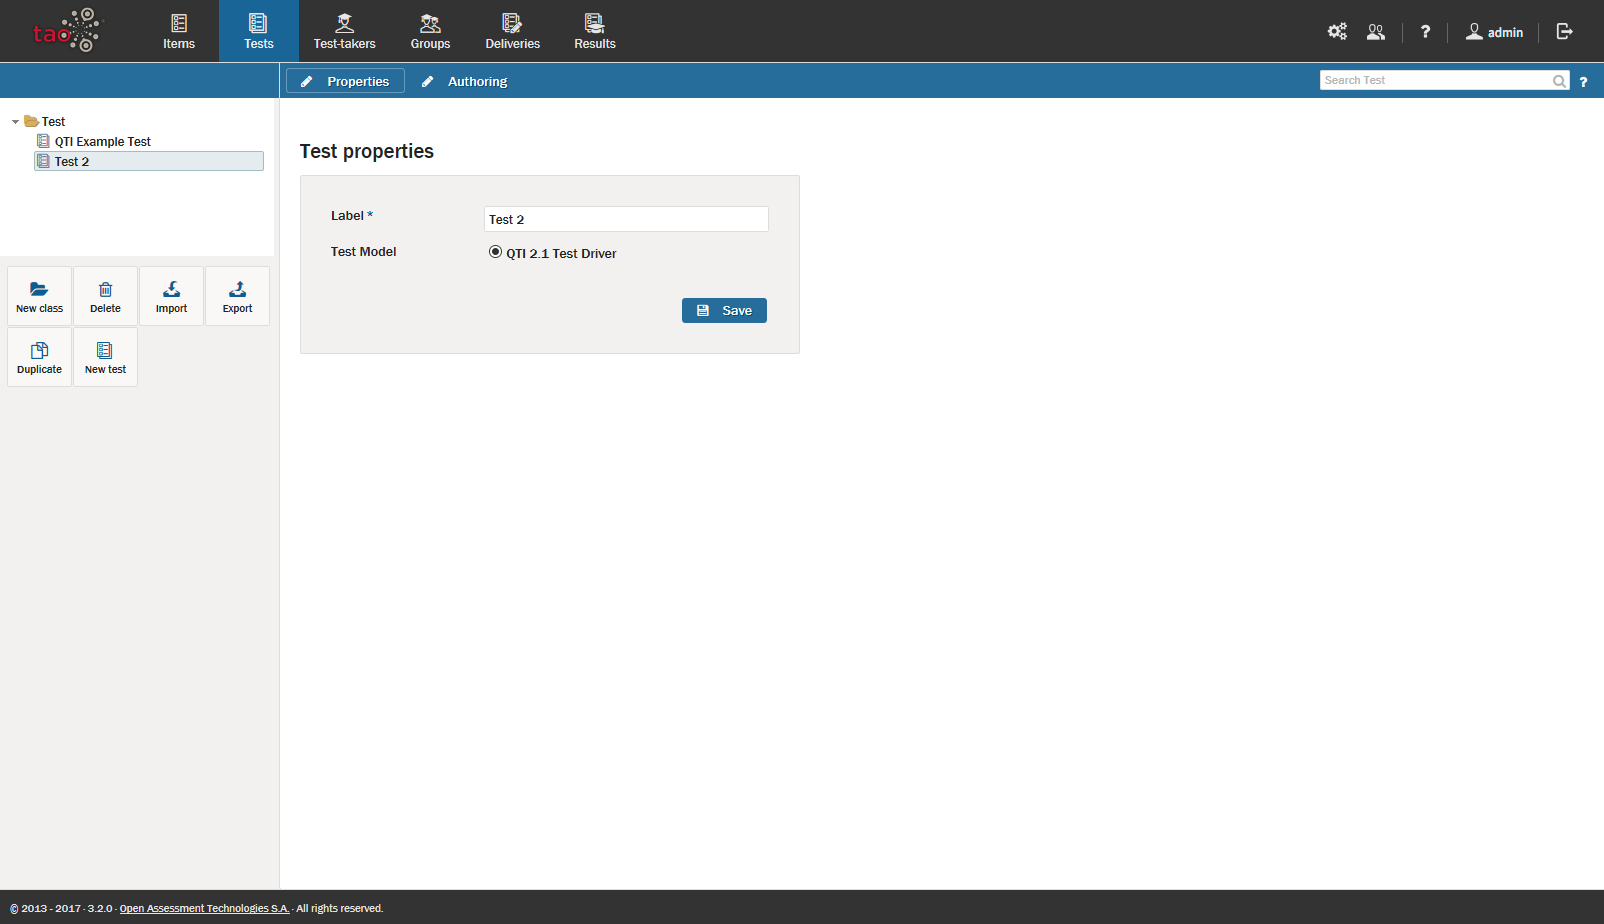 tao
Items
Tests
Test-takers
Groups
Deliveries
Results
?
admin
Properties
Authoring
Search Test
?
Test
QTI Example Test
Test 2
New class
Delete
Import
Export
Duplicate
New test
Test properties
Label *
Test 2
Test Model
QTI 2.1 Test Driver
Save
© 2013 - 2017 · 3.2.0 · Open Assessment Technologies S.A. · All rights reserved.